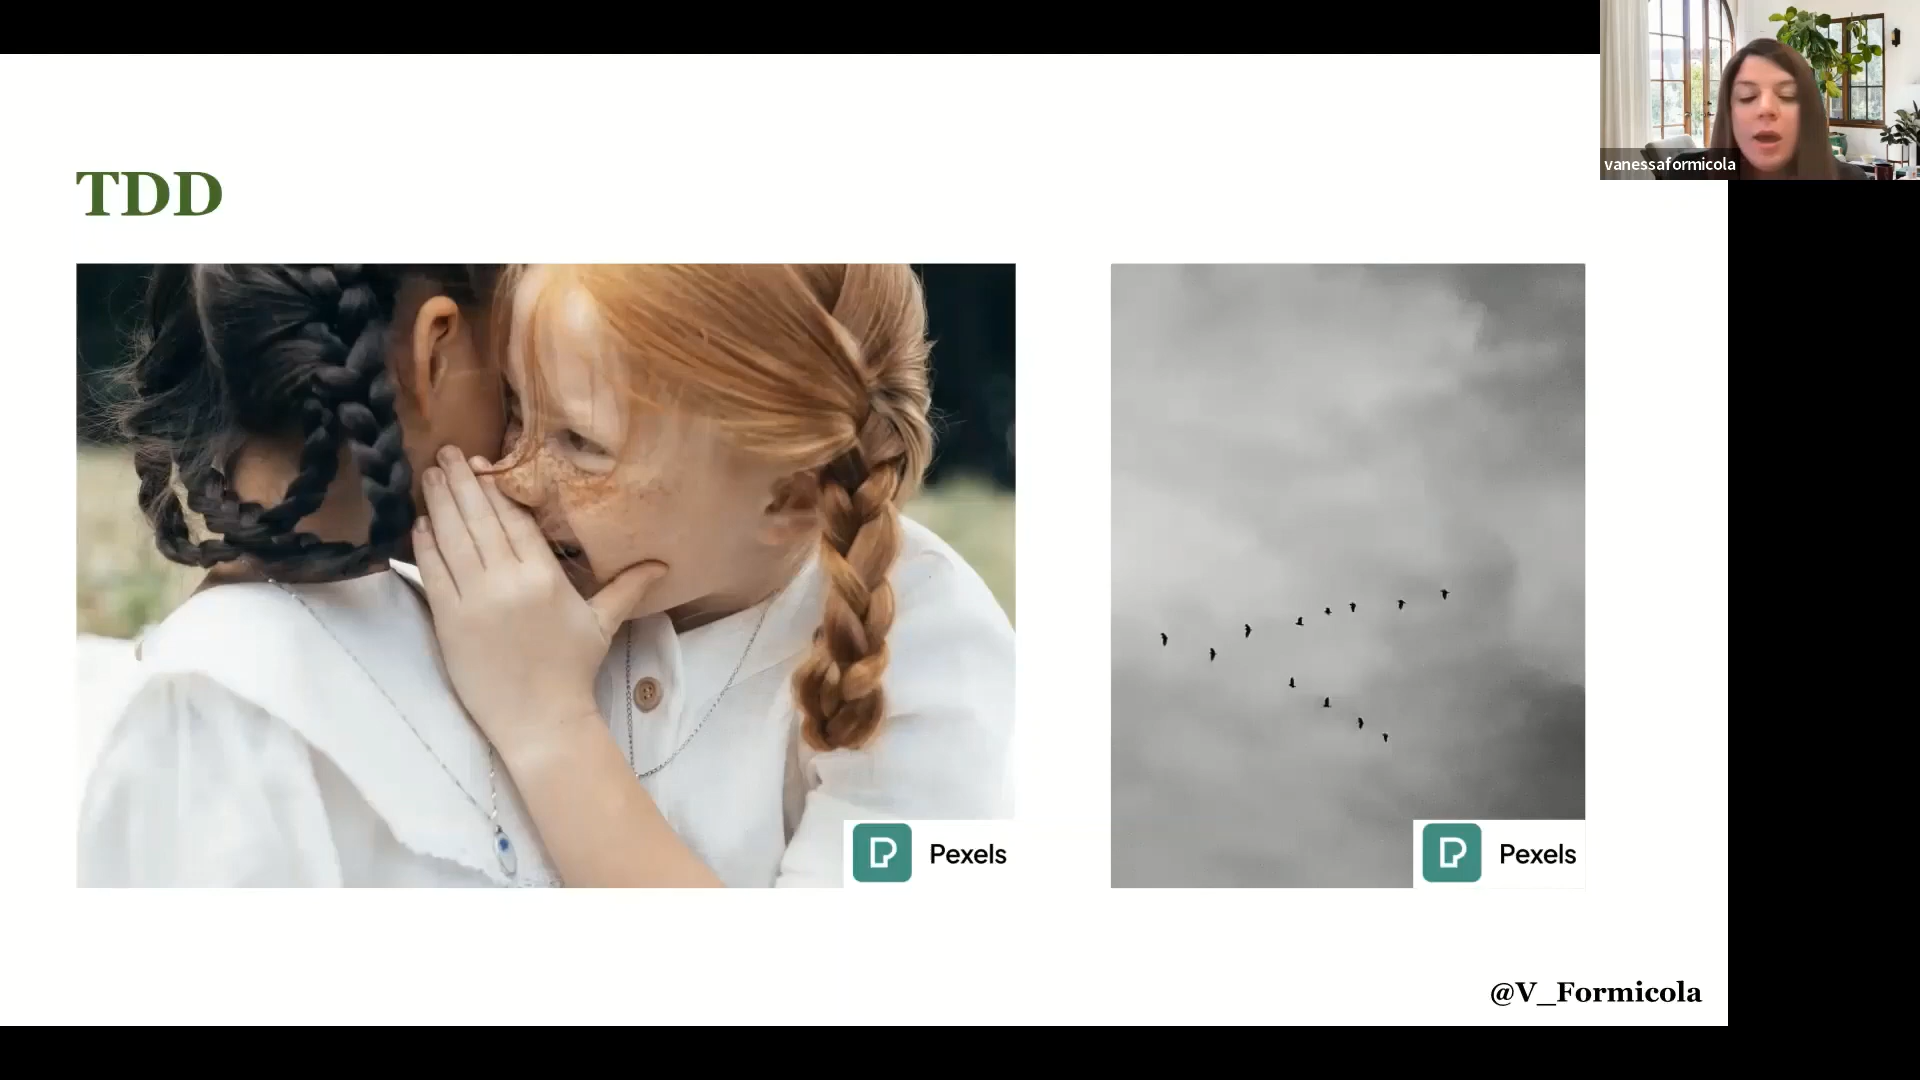 vanessaformicola
TDD
Pexels
Pexels
@V_Formicola